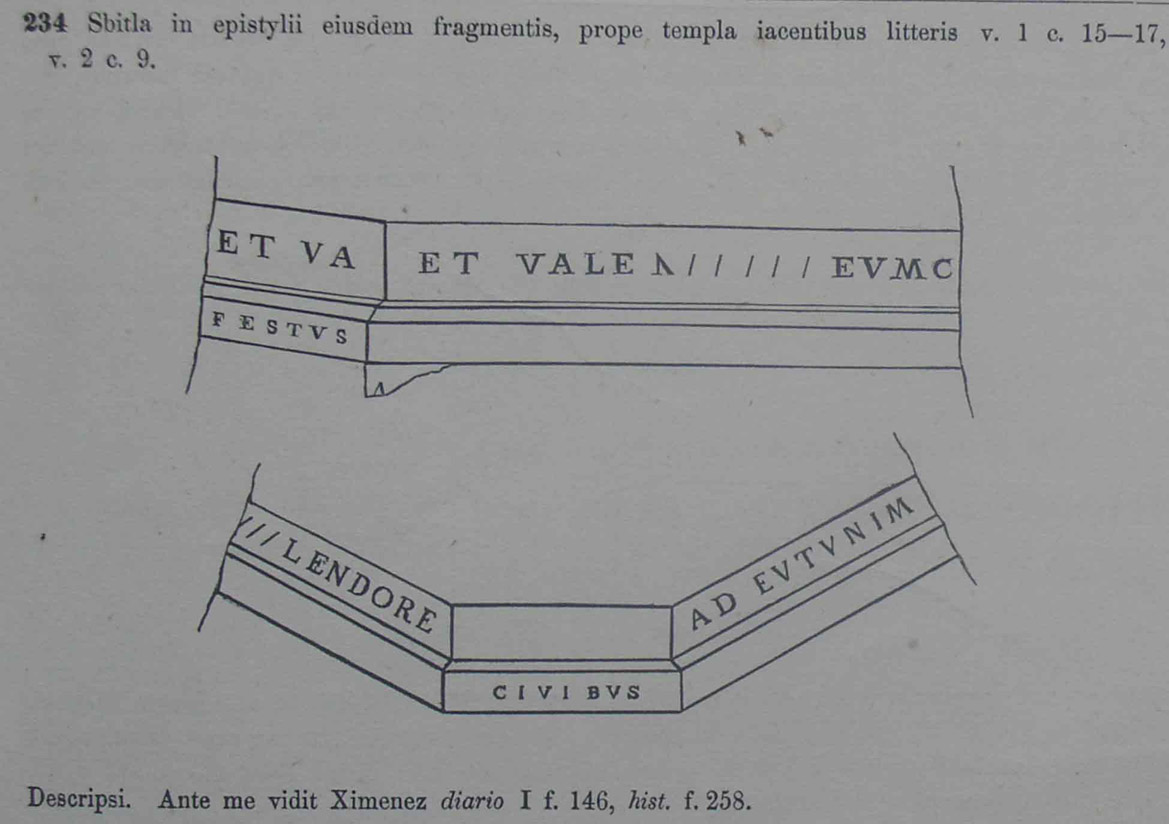 234 Sbitla in epistylii eiusdem fragmentis, prope templa iacentibus litteris v. 1 c. 15—17,
v. 2 c. 9.
ET VA ET VALEN///// EVMC
FESTVS
A
///LENDORE AD EVTVNIM
CIVIBVS
Descripsi. Ante me vidit Ximenez diario I f. 146, hist. f. 258.